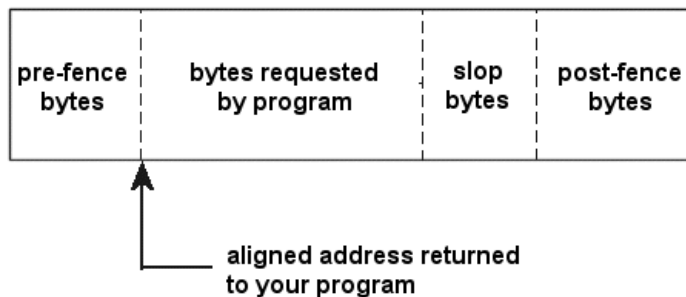 pre-fence
bytes
bytes requested
by program
slop
bytes
post-fence
bytes
aligned address returned
to your program